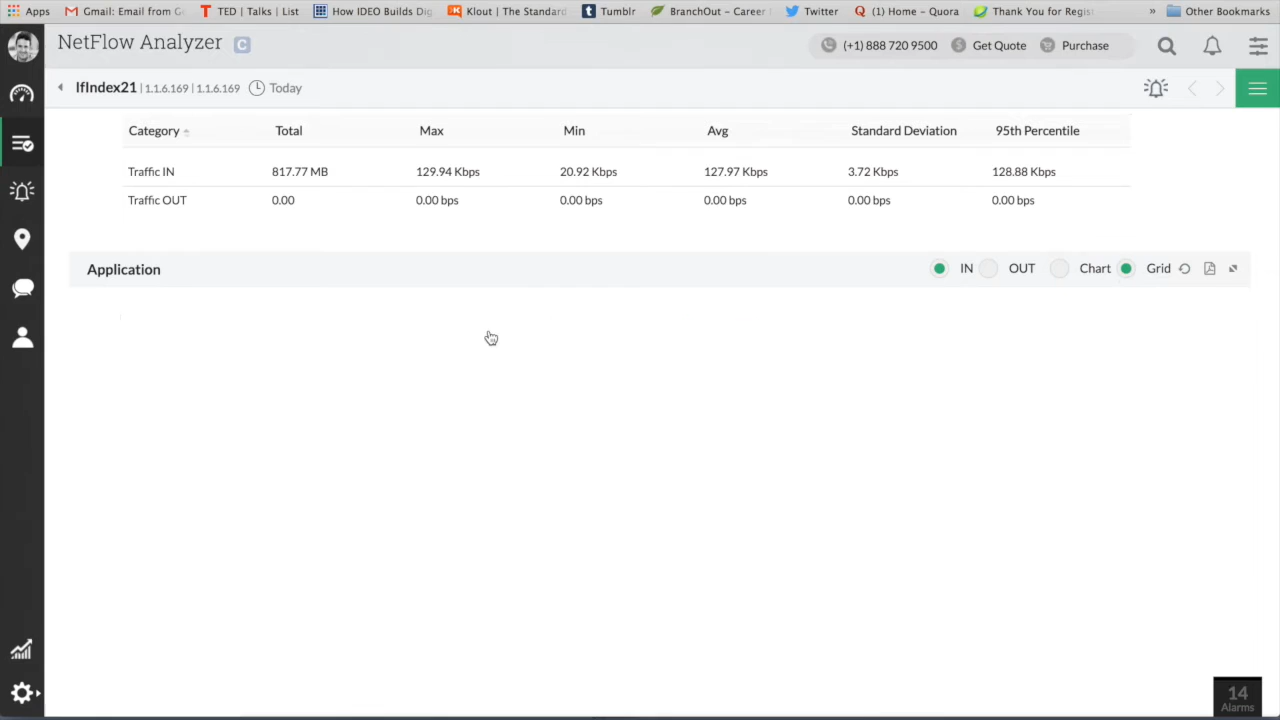 Apps Gmail: Email from G TED | Talks | List How IDEO Builds Dig Klout | The Standard Tumblr BranchOut – Career Twitter (1) Home – Quora Thank You for Regis » Other Bookmarks
NetFlow Analyzer C (+1) 888 720 9500 $ Get Quote Purchase
IfIndex21 | 1.1.6.169 | 1.1.6.169 Today
Category Total Max Min Avg Standard Deviation 95th Percentile
Traffic IN 817.77 MB 129.94 Kbps 20.92 Kbps 127.97 Kbps 3.72 Kbps 128.88 Kbps
Traffic OUT 0.00 0.00 bps 0.00 bps 0.00 bps 0.00 bps 0.00 bps
Application IN OUT Chart Grid
14
Alarms